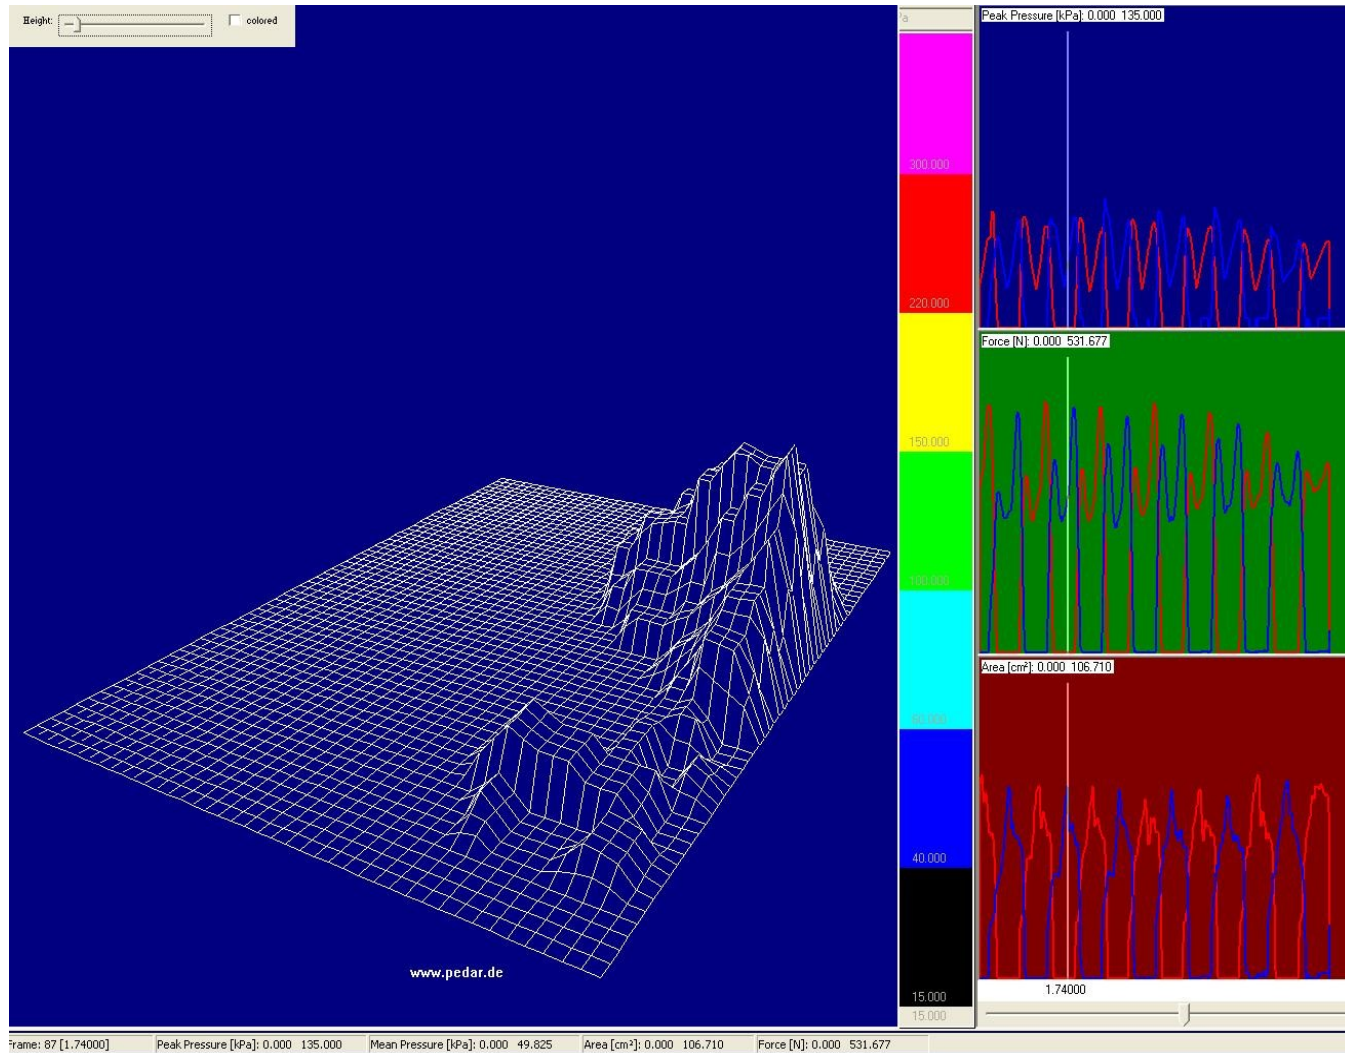 Height:
colored
Peak Pressure [kPa]: 0.000 135.000
300.000
220.000
Force [N]: 0.000 531.677
150.000
100.000
60.000
Area [cm²]: 0.000 106.710
40.000
www.pedar.de
15.000
1.74000
15.000
Frame: 87 [1.74000] Peak Pressure [kPa]: 0.000 135.000 Mean Pressure [kPa]: 0.000 49.825 Area [cm²]: 0.000 106.710 Force [N]: 0.000 531.677